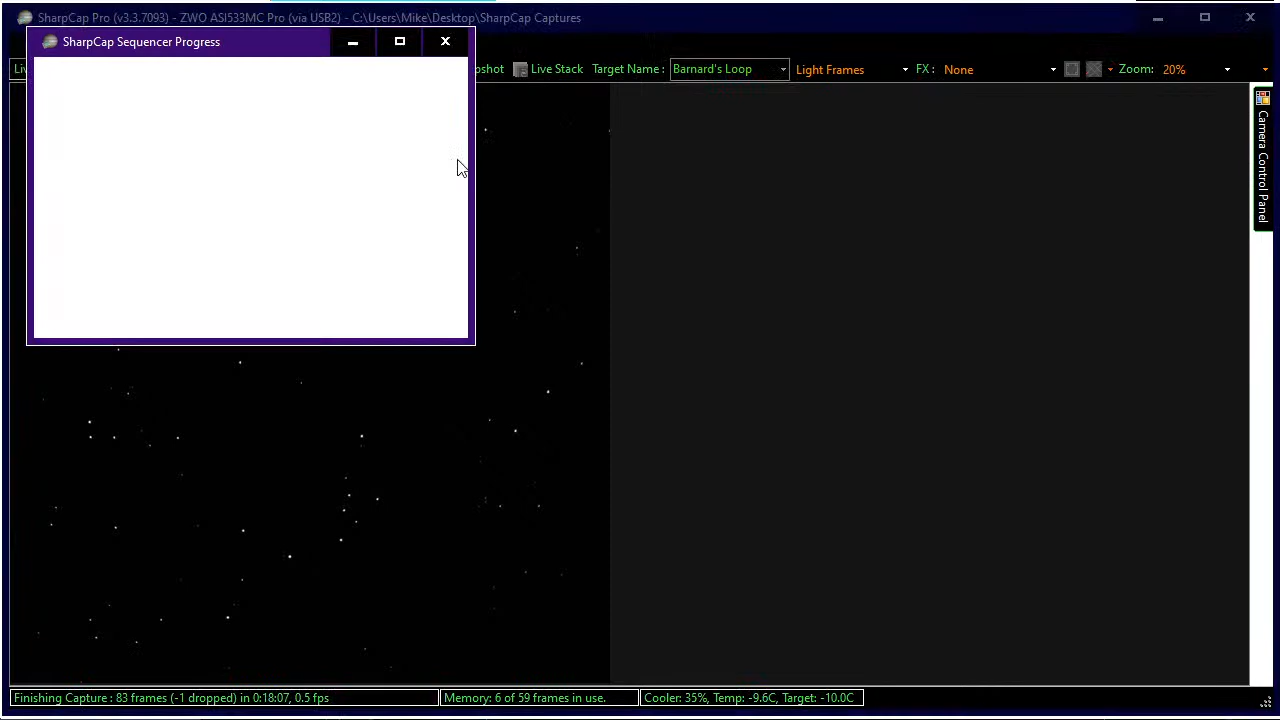 SharpCap Pro (v3.3.7093) - ZWO ASI533MC Pro (via USB2) - C:\Users\Mike\Desktop\SharpCap Captures
SharpCap Sequencer Progress
Live Stack Target Name : Barnard's Loop Light Frames FX : None Zoom: 20%
Camera Control Panel
Finishing Capture : 83 frames (-1 dropped) in 0:18:07, 0.5 fps Memory: 6 of 59 frames in use. Cooler: 35%, Temp: -9.6C, Target: -10.0C